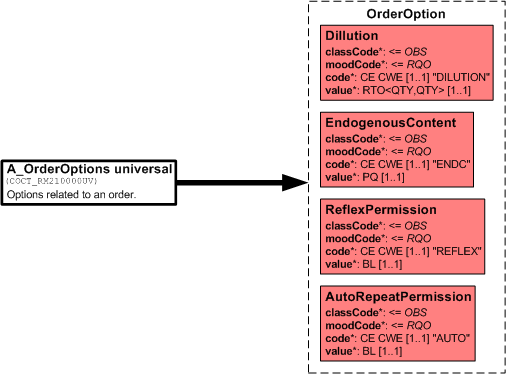 OrderOption
Dillution
classCode*: <= OBS
moodCode*: <= RQO
code*: CE CWE [1..1] "DILUTION"
value*: RTO<QTY,QTY> [1..1]
EndogenousContent
classCode*: <= OBS
moodCode*: <= RQO
code*: CE CWE [1..1] "ENDC"
value*: PQ [1..1]
A_OrderOptions universal
(COCT_RM210000UV)
Options related to an order.
ReflexPermission
classCode*: <= OBS
moodCode*: <= RQO
code*: CE CWE [1..1] "REFLEX"
value*: BL [1..1]
AutoRepeatPermission
classCode*: <= OBS
moodCode*: <= RQO
code*: CE CWE [1..1] "AUTO"
value*: BL [1..1]